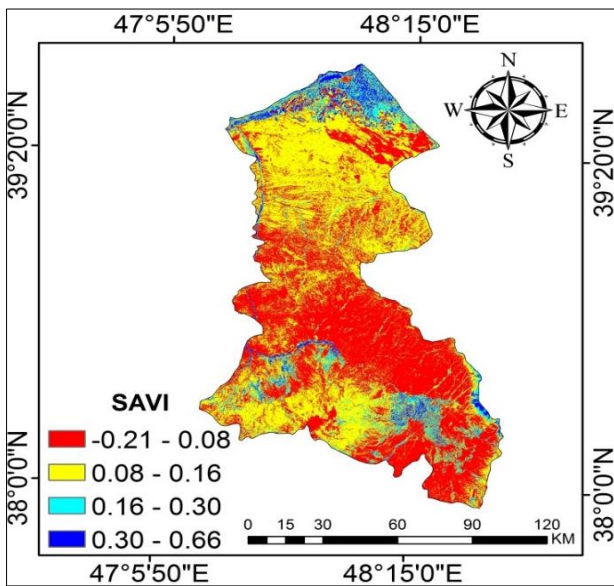 47°5'50"E 48°15'0"E
N
W E
S
39°20'0"N 39°20'0"N
SAVI
-0.21 - 0.08
0.08 - 0.16
0.16 - 0.30
0.30 - 0.66
38°0'0"N 38°0'0"N
0 15 30 60 90 120
KM
47°5'50"E 48°15'0"E